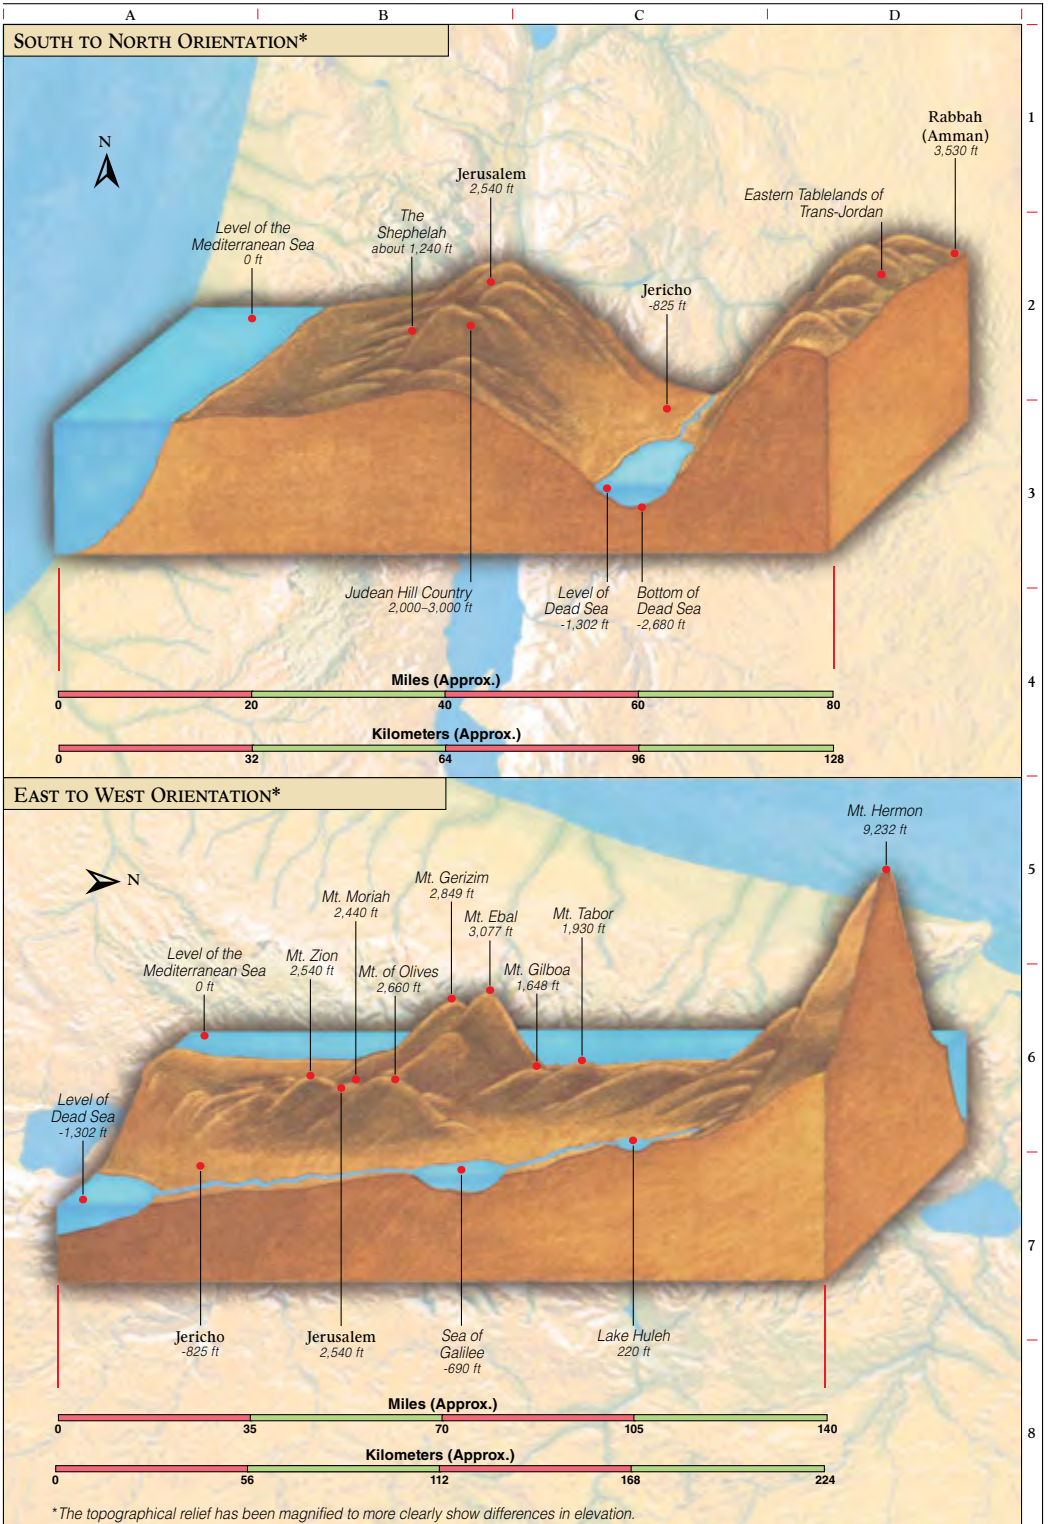 A B C D
SOUTH TO NORTH ORIENTATION*
N
1
Rabbah
(Amman)
3,530 ft
Jerusalem
2,540 ft
Eastern Tablelands of
Trans-Jordan
The
Shephelah
about 1,240 ft
Level of the
Mediterranean Sea
0 ft
Jericho
-825 ft
2
3
Judean Hill Country
2,000–3,000 ft
Level of
Dead Sea
-1,302 ft
Bottom of
Dead Sea
-2,680 ft
4
Miles (Approx.)
0 20 40 60 80
Kilometers (Approx.)
0 32 64 96 128
EAST TO WEST ORIENTATION*
Mt. Hermon
9,232 ft
5
N
Mt. Gerizim
2,849 ft
Mt. Moriah
2,440 ft
Mt. Ebal
3,077 ft
Mt. Tabor
1,930 ft
Level of the
Mediterranean Sea
0 ft
Mt. Zion
2,540 ft
Mt. of Olives
2,660 ft
Mt. Gilboa
1,648 ft
6
Level of
Dead Sea
-1,302 ft
7
Jericho
-825 ft
Jerusalem
2,540 ft
Sea of
Galilee
-690 ft
Lake Huleh
220 ft
Miles (Approx.)
0 35 70 105 140
8
Kilometers (Approx.)
0 56 112 168 224
*The topographical relief has been magnified to more clearly show differences in elevation.